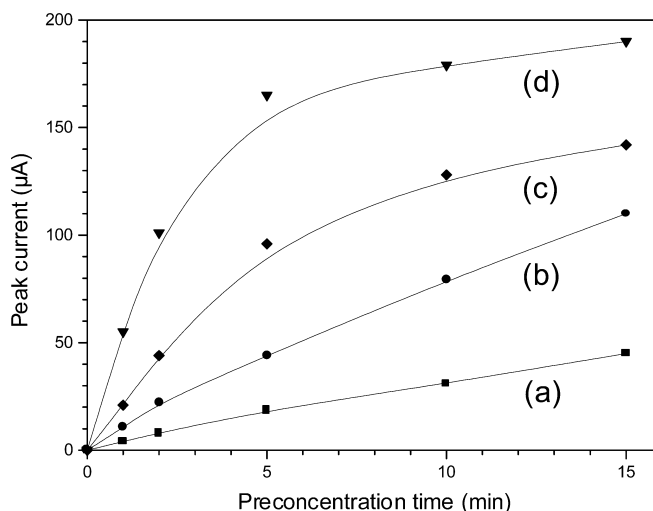 200
150
100
50
0
Peak current (μA)
(d)
(c)
(b)
(a)
0 5 10 15
Preconcentration time (min)